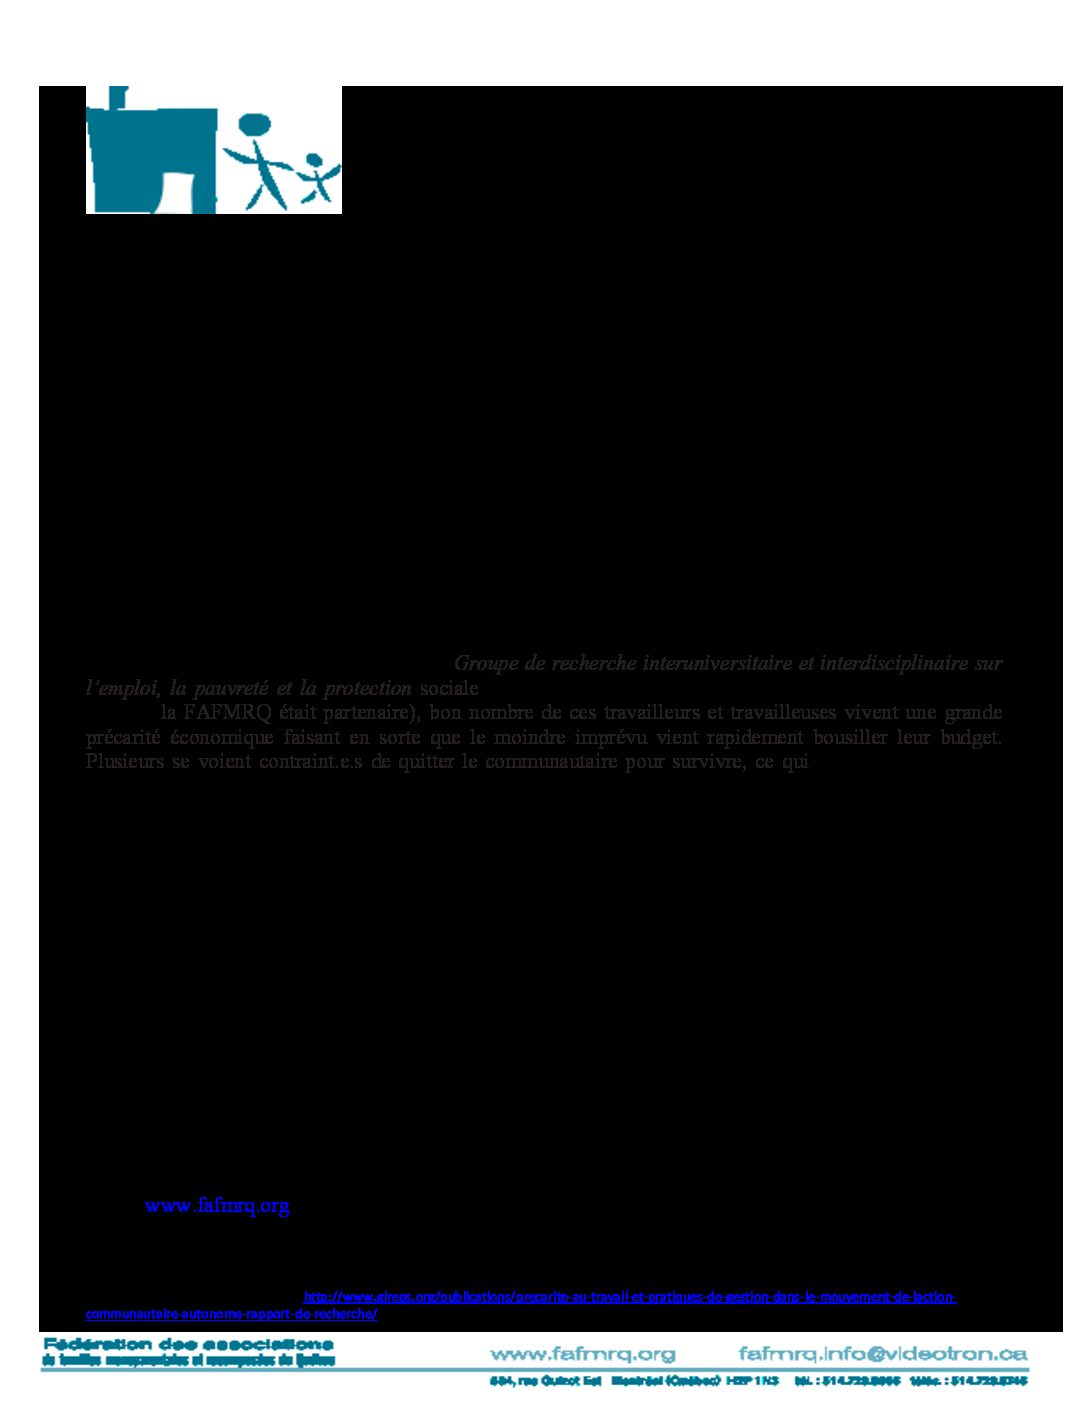 Groupe de recherche interuniversitaire et interdisciplinaire sur
l'emploi, la pauvreté et la protection sociale
la FAFMRQ était partenaire), bon nombre de ces travailleurs et travailleuses vivent une grande
précarité économique faisant en sorte que le moindre imprévu vient rapidement bousiller leur budget.
Plusieurs se voient contraint.e.s de quitter le communautaire pour survivre, ce qui
www.fafmrq.org
http://www.gireps.org/publications/precarite-au-travail-et-pratiques-de-gestion-dans-le-mouvement-de-laction-
communautaire-autonome-rapport-de-recherche/
Fédération des associations
de familles monoparentales et recomposées du Québec
www.fafmrq.org fafmrq.info@videotron.ca
584, rue Guizot Est Montréal (Québec) H2P 1N3 tél. : 514.729.6666 téléc. : 514.729.6746